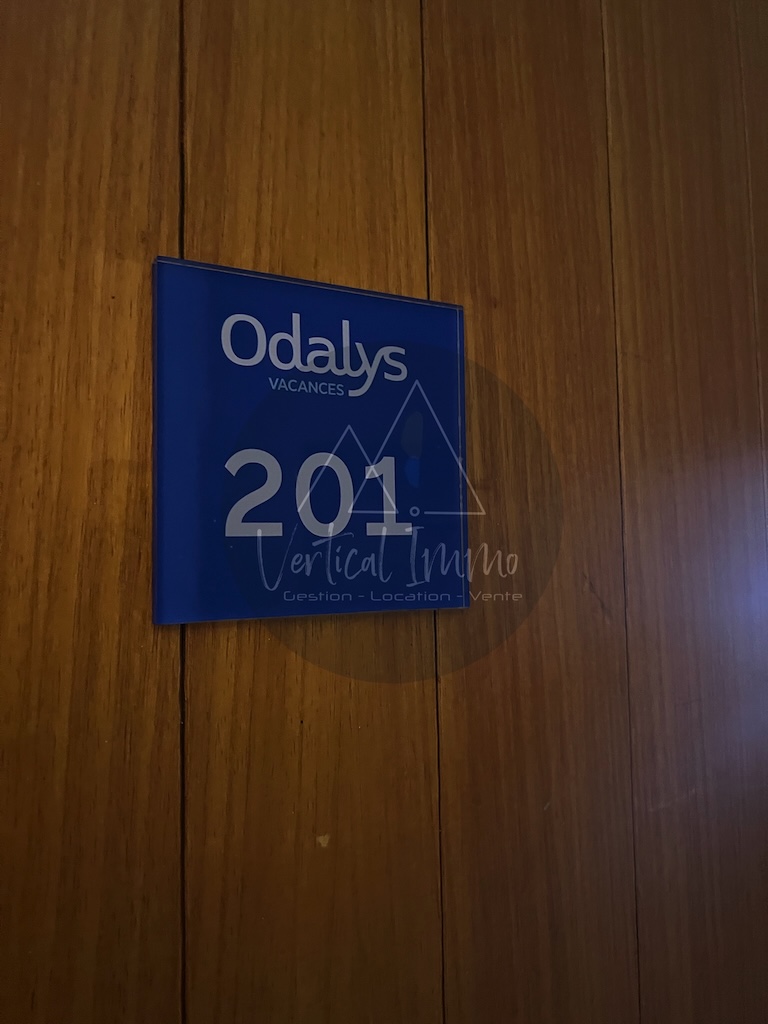 Odalys
VACANCES
201
Vertical Immo
Gestion - Location - Vente